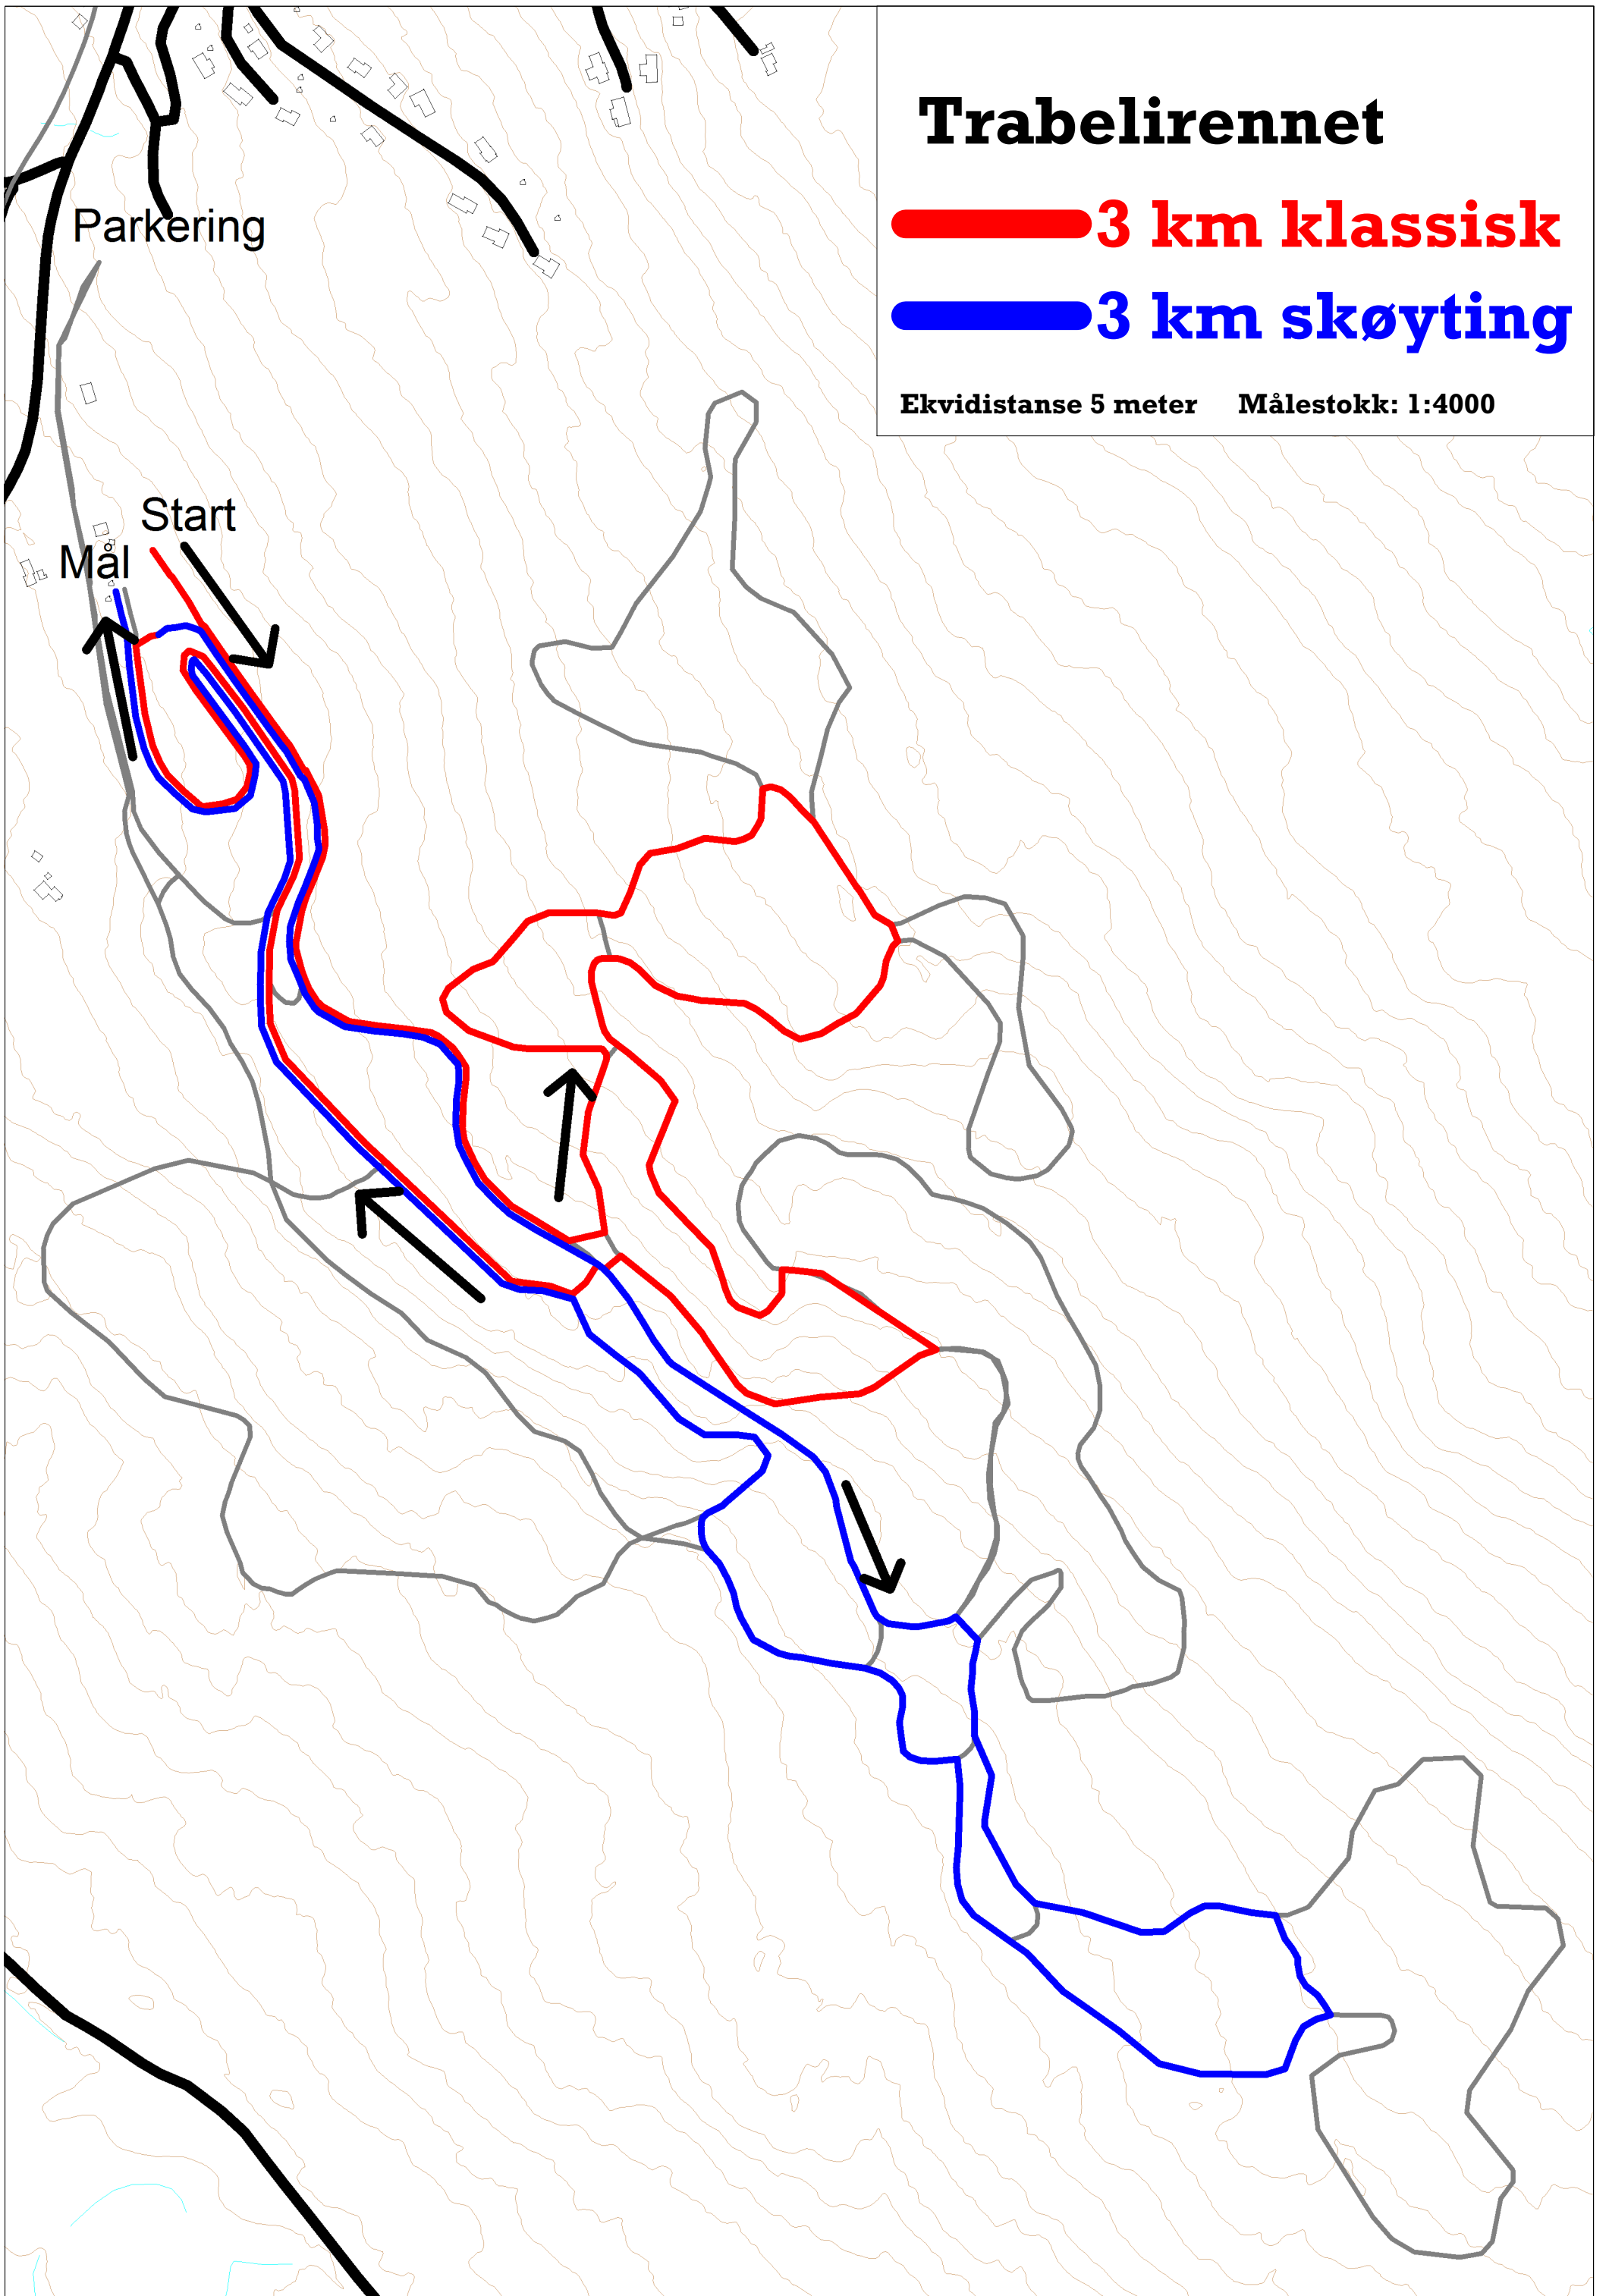 Trabelirennet
3 km klassisk
3 km skøyting
Ekvidistanse 5 meter Målestokk: 1:4000
Parkering
Start
Mål